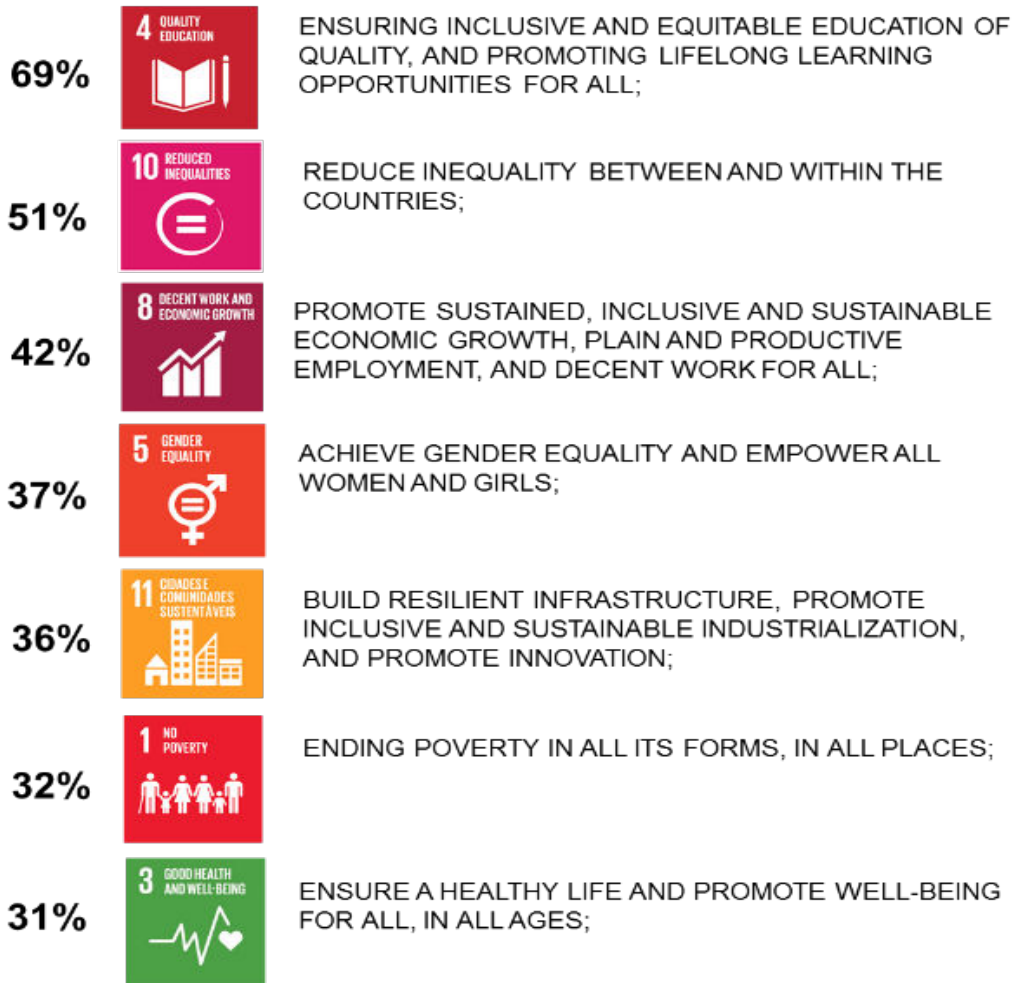 69%
4 QUALITY
EDUCATION
ENSURING INCLUSIVE AND EQUITABLE EDUCATION OF
QUALITY, AND PROMOTING LIFELONG LEARNING
OPPORTUNITIES FOR ALL;
51%
10 REDUCED
INEQUALITIES
=
REDUCE INEQUALITY BETWEEN AND WITHIN THE
COUNTRIES;
42%
8 DECENT WORK AND
ECONOMIC GROWTH
PROMOTE SUSTAINED, INCLUSIVE AND SUSTAINABLE
ECONOMIC GROWTH, PLAIN AND PRODUCTIVE
EMPLOYMENT, AND DECENT WORK FOR ALL;
37%
5 GENDER
EQUALITY
ACHIEVE GENDER EQUALITY AND EMPOWER ALL
WOMEN AND GIRLS;
36%
11 CIDADES E
COMUNIDADES
SUSTENTÁVEIS
BUILD RESILIENT INFRASTRUCTURE, PROMOTE
INCLUSIVE AND SUSTAINABLE INDUSTRIALIZATION,
AND PROMOTE INNOVATION;
32%
1 NO
POVERTY
ENDING POVERTY IN ALL ITS FORMS, IN ALL PLACES;
31%
3 GOOD HEALTH
AND WELL-BEING
ENSURE A HEALTHY LIFE AND PROMOTE WELL-BEING
FOR ALL, IN ALL AGES;